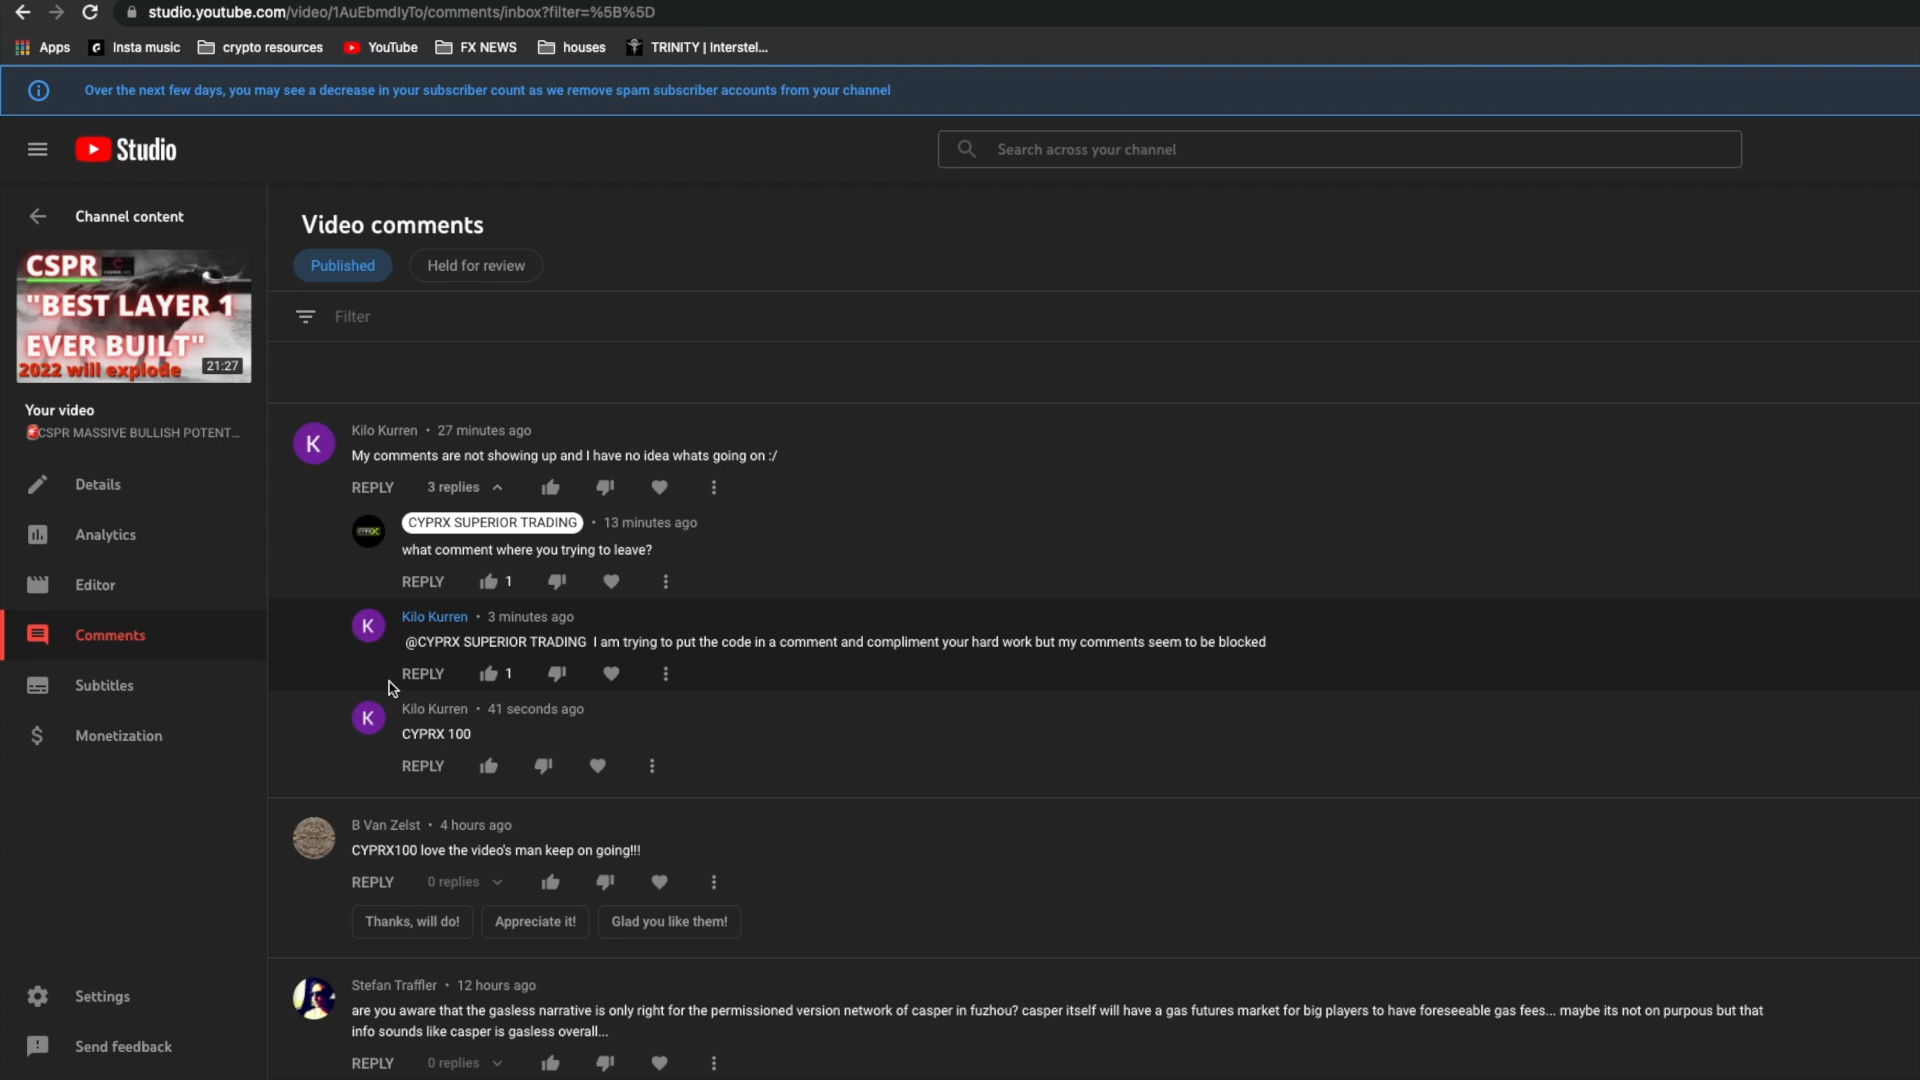 studio.youtube.com/video/1AuEbmdIyTo/comments/inbox?filter=%5B%5D
Apps Insta music crypto resources YouTube FX NEWS houses TRINITY | Interstel...
Over the next few days, you may see a decrease in your subscriber count as we remove spam subscriber accounts from your channel
Studio
Search across your channel
Channel content
CSPR
"BEST LAYER 1
EVER BUILT"
2022 will explode
21:27
Your video
CSPR MASSIVE BULLISH POTENT...
Details
Analytics
Editor
Comments
Subtitles
Monetization
Settings
Send feedback
Video comments
Published Held for review
Filter
K
Kilo Kurren • 27 minutes ago
My comments are not showing up and I have no idea whats going on :/
REPLY 3 replies
CYPRX SUPERIOR TRADING • 13 minutes ago
what comment where you trying to leave?
REPLY 1
K
Kilo Kurren • 3 minutes ago
@CYPRX SUPERIOR TRADING I am trying to put the code in a comment and compliment your hard work but my comments seem to be blocked
REPLY 1
K
Kilo Kurren • 41 seconds ago
CYPRX 100
REPLY
B Van Zelst • 4 hours ago
CYPRX100 love the video's man keep on going!!!
REPLY 0 replies
Thanks, will do! Appreciate it! Glad you like them!
Stefan Traffler • 12 hours ago
are you aware that the gasless narrative is only right for the permissioned version network of casper in fuzhou? casper itself will have a gas futures market for big players to have foreseeable gas fees... maybe its not on purpous but that
info sounds like casper is gasless overall...
REPLY 0 replies